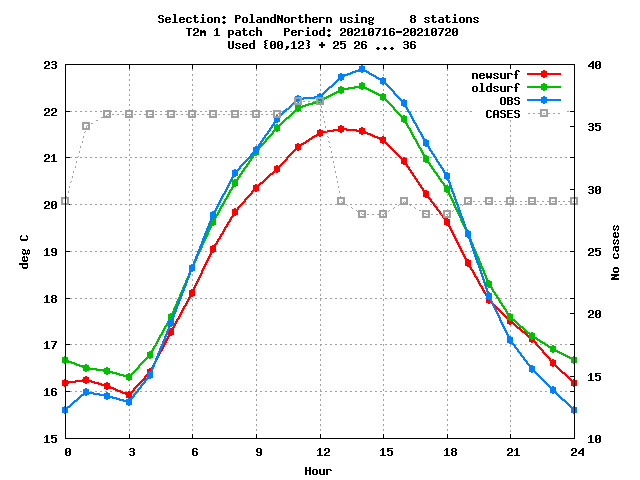 Selection: PolandNorthern using     8 stations
T2m 1 patch   Period: 20210716-20210720
Used {00,12} + 25 26 ... 36
newsurf
oldsurf
OBS
CASES
deg C
23
22
21
20
19
18
17
16
15
40
35
30
25
20
15
10
No cases
0 3 6 9 12 15 18 21 24
Hour